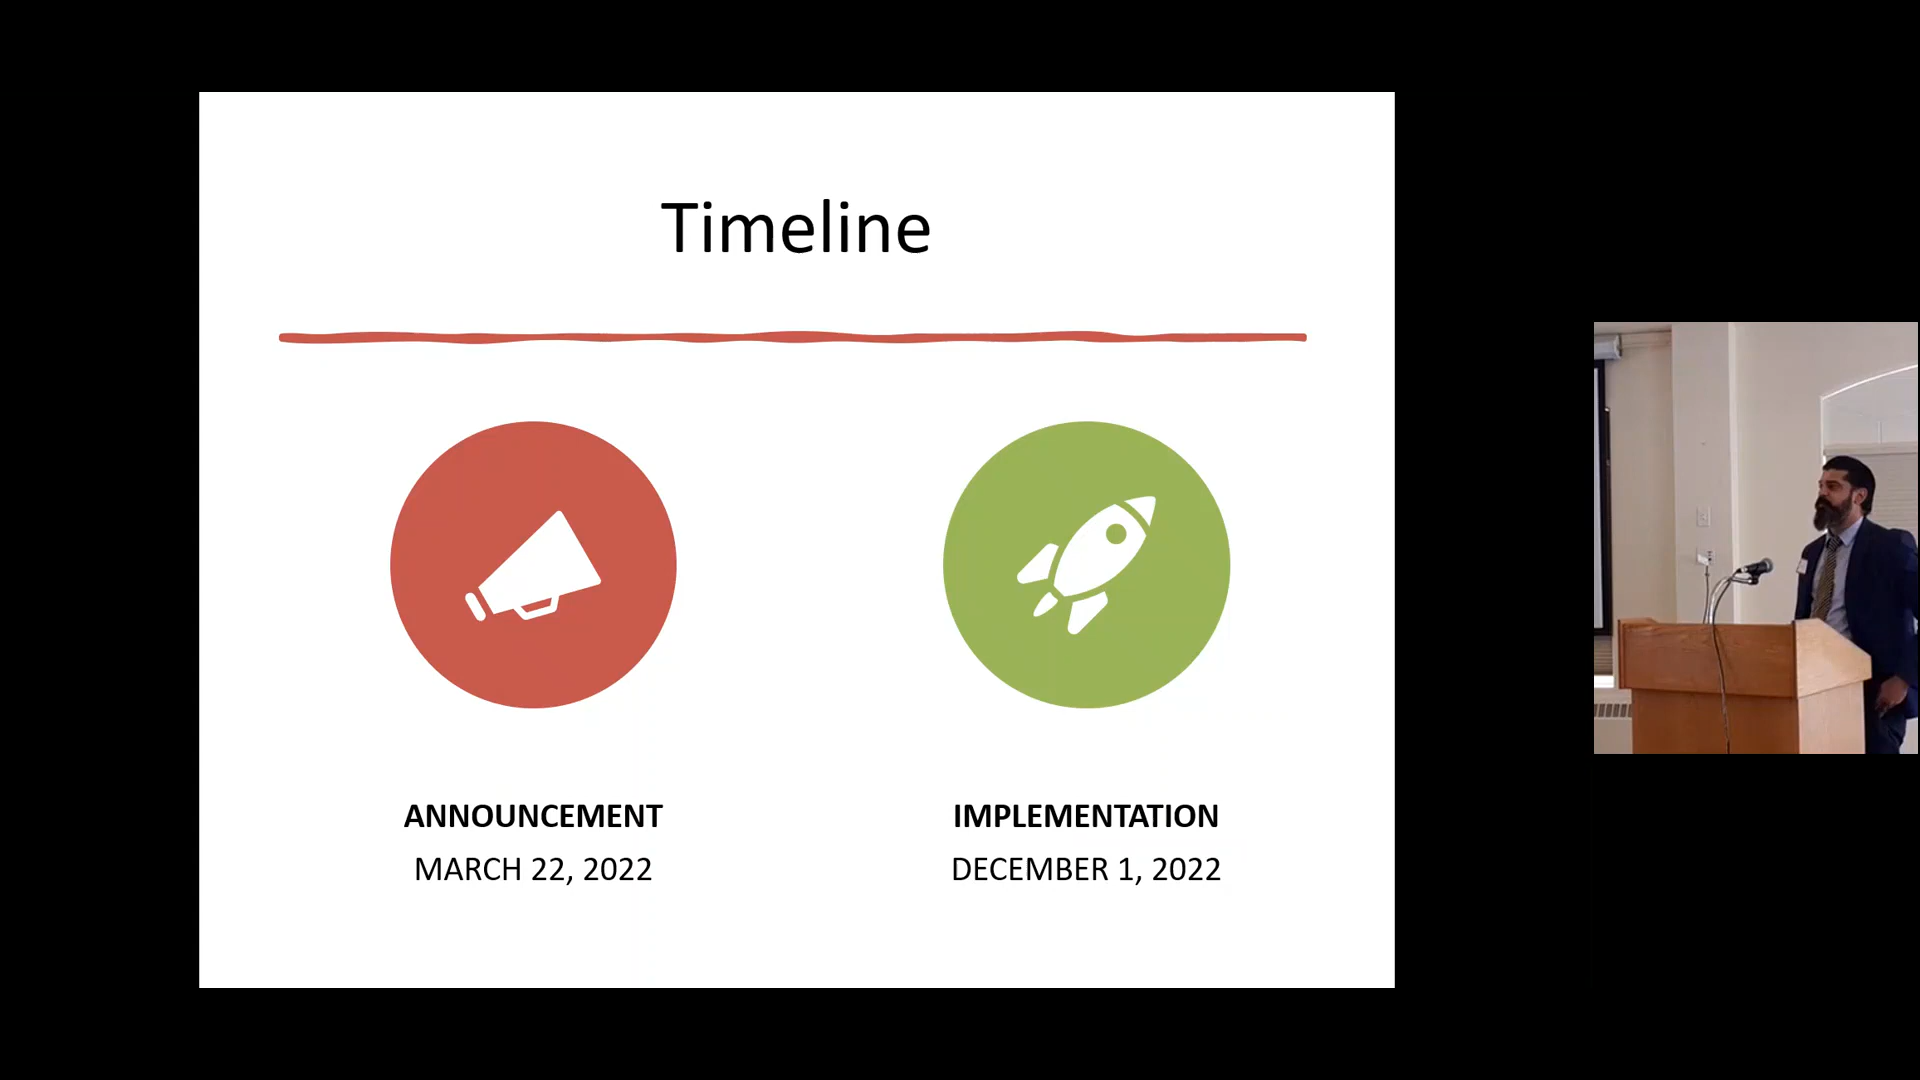 Timeline
ANNOUNCEMENT
MARCH 22, 2022
IMPLEMENTATION
DECEMBER 1, 2022